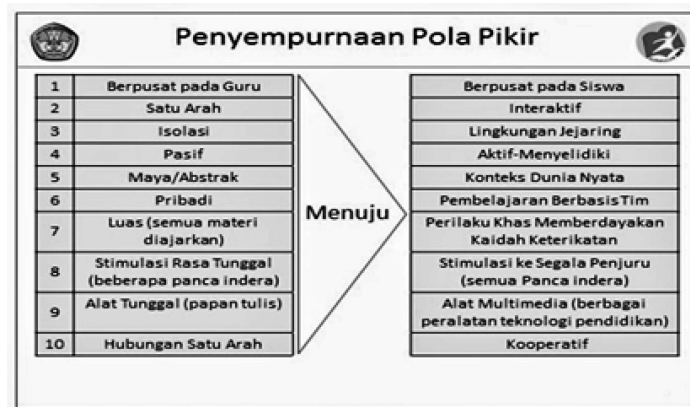 Penyempurnaan Pola Pikir
1 Berpusat pada Guru
2 Satu Arah
3 Isolasi
4 Pasif
5 Maya/Abstrak
6 Pribadi
7 Luas (semua materi
diajarkan)
8 Stimulasi Rasa Tunggal
(beberapa panca indera)
9 Alat Tunggal (papan tulis)
10 Hubungan Satu Arah
Menuju
Berpusat pada Siswa
Interaktif
Lingkungan Jejaring
Aktif-Menyelidiki
Konteks Dunia Nyata
Pembelajaran Berbasis Tim
Perilaku Khas Memberdayakan
Kaidah Keterikatan
Stimulasi ke Segala Penjuru
(semua Panca indera)
Alat Multimedia (berbagai
peralatan teknologi pendidikan)
Kooperatif